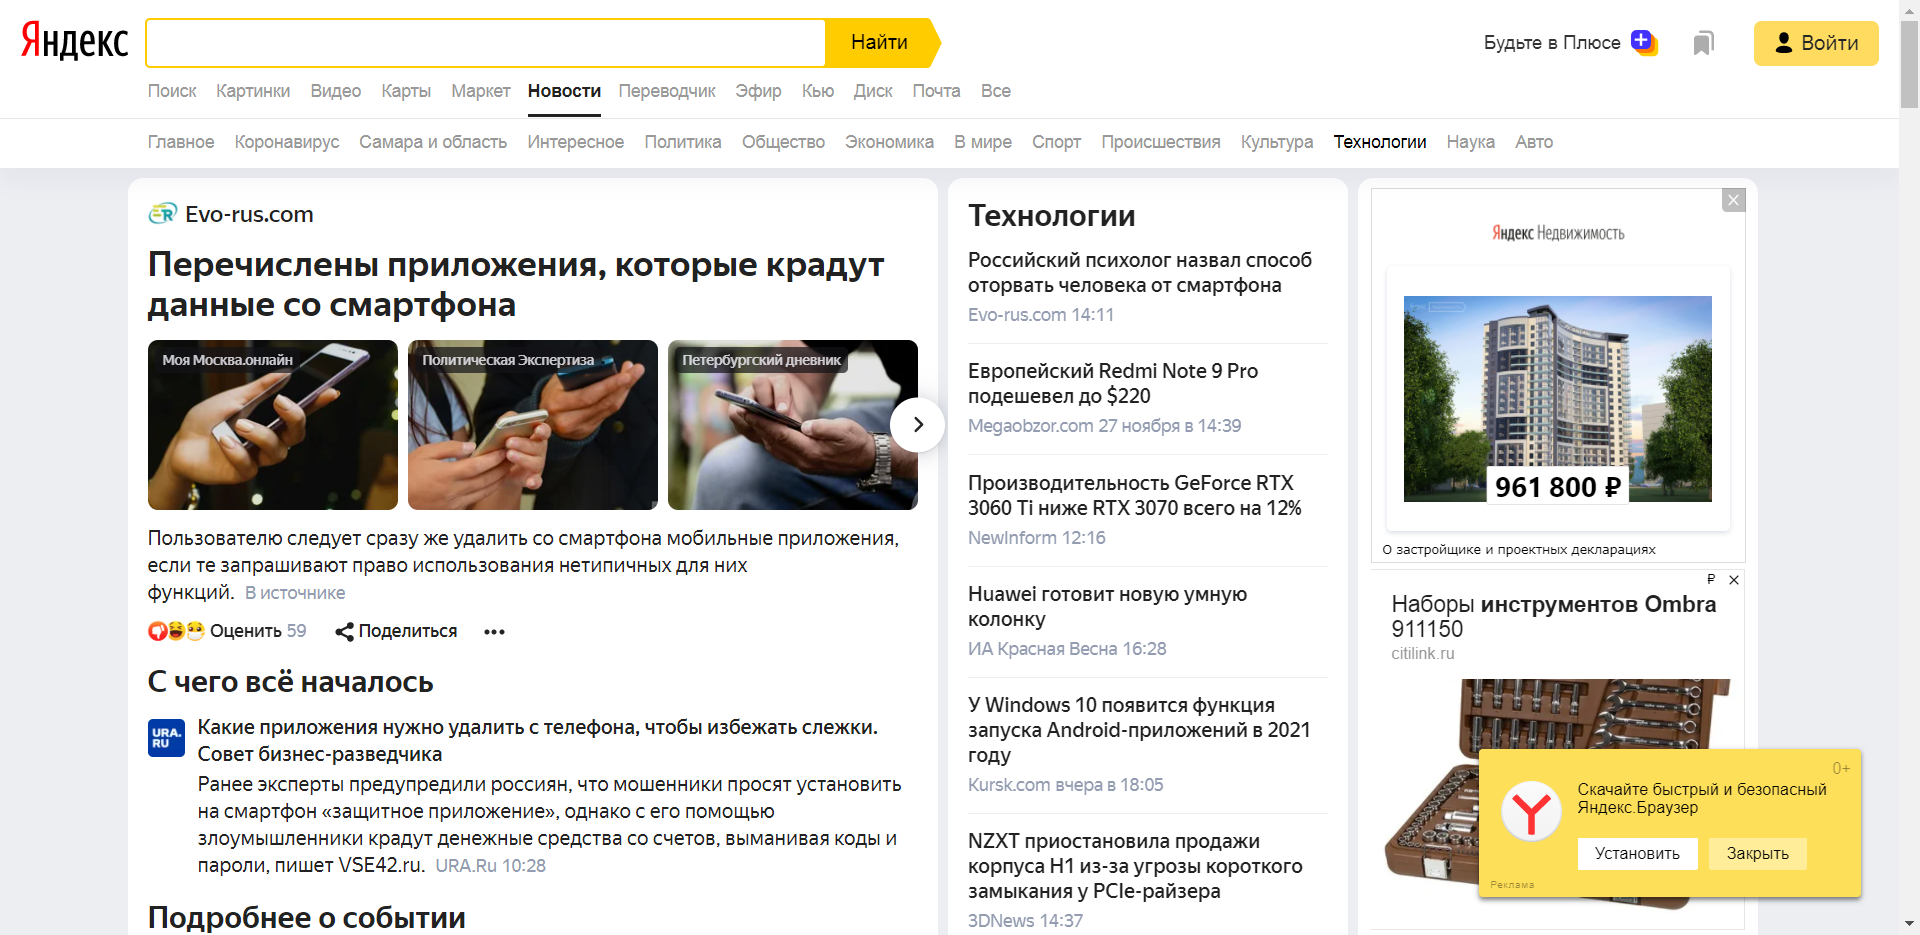 Яндекс
Найти
Будьте в Плюсе
Войти
Поиск Картинки Видео Карты Маркет Новости Переводчик Эфир Кью Диск Почта Все
Главное Коронавирус Самара и область Интересное Политика Общество Экономика В мире Спорт Происшествия Культура Технологии Наука Авто
Evo-rus.com
Перечислены приложения, которые крадут
данные со смартфона
Моя Москва.онлайн
Политическая Экспертиза
Петербургский дневник
Пользователю следует сразу же удалить со смартфона мобильные приложения,
если те запрашивают право использования нетипичных для них
функций. В источнике
Оценить 59 Поделиться
С чего всё началось
URA.
RU
Какие приложения нужно удалить с телефона, чтобы избежать слежки.
Совет бизнес-разведчика
Ранее эксперты предупредили россиян, что мошенники просят установить
на смартфон «защитное приложение», однако с его помощью
злоумышленники крадут денежные средства со счетов, выманивая коды и
пароли, пишет VSE42.ru. URA.Ru 10:28
Подробнее о событии
Технологии
Российский психолог назвал способ
оторвать человека от смартфона
Evo-rus.com 14:11
Европейский Redmi Note 9 Pro
подешевел до $220
Megaobzor.com 27 ноября в 14:39
Производительность GeForce RTX
3060 Ti ниже RTX 3070 всего на 12%
NewInform 12:16
Huawei готовит новую умную
колонку
ИА Красная Весна 16:28
У Windows 10 появится функция
запуска Android-приложений в 2021
году
Kursk.com вчера в 18:05
NZXT приостановила продажи
корпуса H1 из-за угрозы короткого
замыкания у PCIe-райзера
3DNews 14:37
Яндекс Недвижимость
961 800 ₽
О застройщике и проектных декларациях
₽
Наборы инструментов Ombra
911150
citilink.ru
0+
Скачайте быстрый и безопасный
Яндекс.Браузер
Установить Закрыть
Реклама